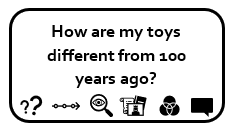 How are my toys
different from 100
years ago?
??